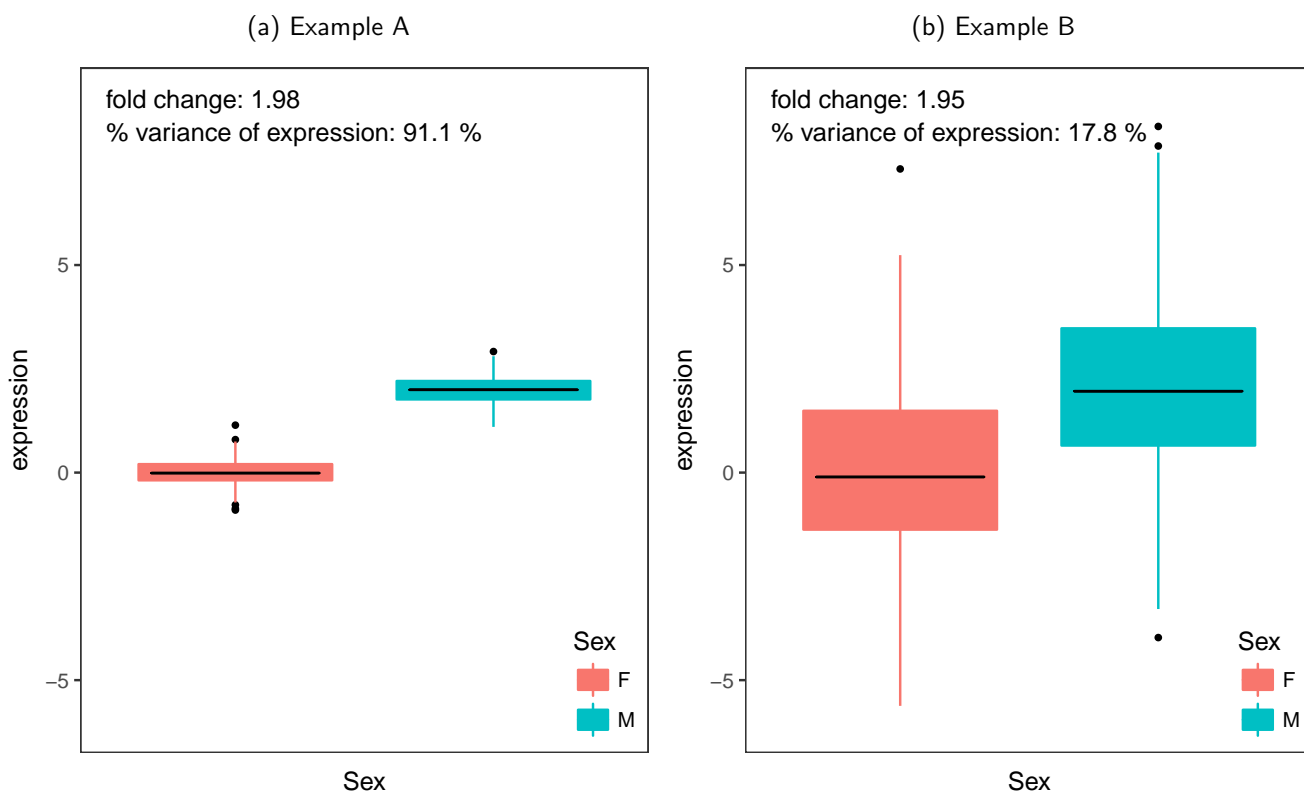 (a) Example A
fold change: 1.98
% variance of expression: 91.1 %
5
0
−5
expression
Sex
F
M
Sex
(b) Example B
fold change: 1.95
% variance of expression: 17.8 %
5
0
−5
expression
Sex
F
M
Sex